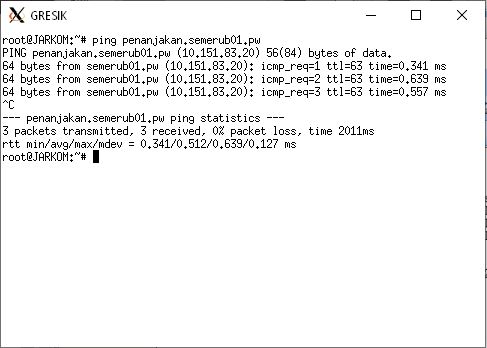 GRESIK
root@JARKOM:~# ping penanjakan.semerub01.pw
PING penanjakan.semerub01.pw (10.151.83.20) 56(84) bytes of data.
64 bytes from semerub01.pw (10.151.83.20): icmp_req=1 ttl=63 time=0.341 ms
64 bytes from semerub01.pw (10.151.83.20): icmp_req=2 ttl=63 time=0.639 ms
64 bytes from semerub01.pw (10.151.83.20): icmp_req=3 ttl=63 time=0.557 ms
^C
--- penanjakan.semerub01.pw ping statistics ---
3 packets transmitted, 3 received, 0% packet loss, time 2011ms
rtt min/avg/max/mdev = 0.341/0.512/0.639/0.127 ms
root@JARKOM:~#